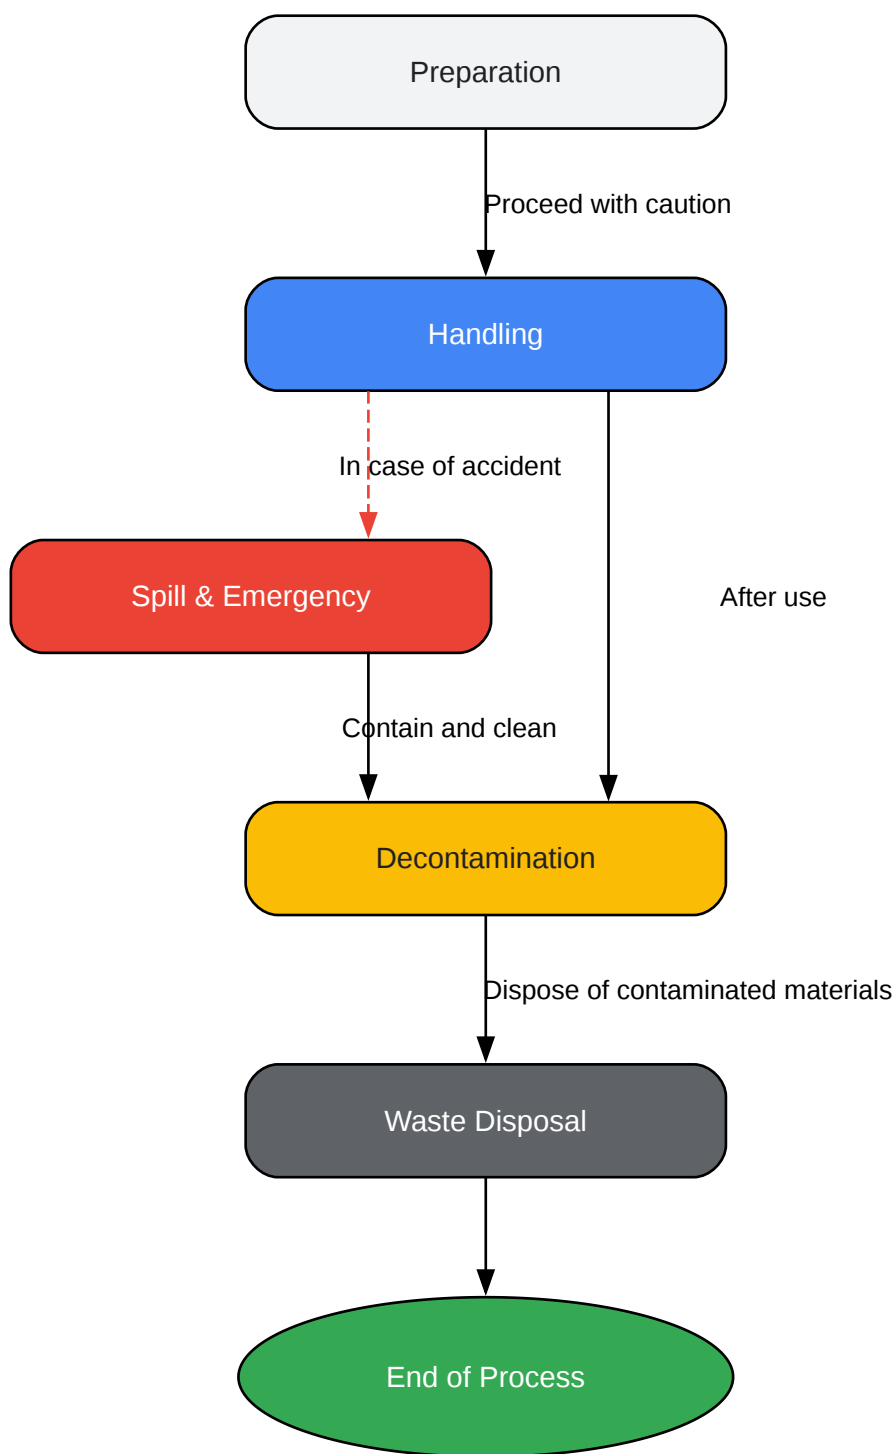 Preparation
Proceed with caution
Handling
In case of accident
Spill & Emergency
After use
Contain and clean
Decontamination
Dispose of contaminated materials
Waste Disposal
End of Process